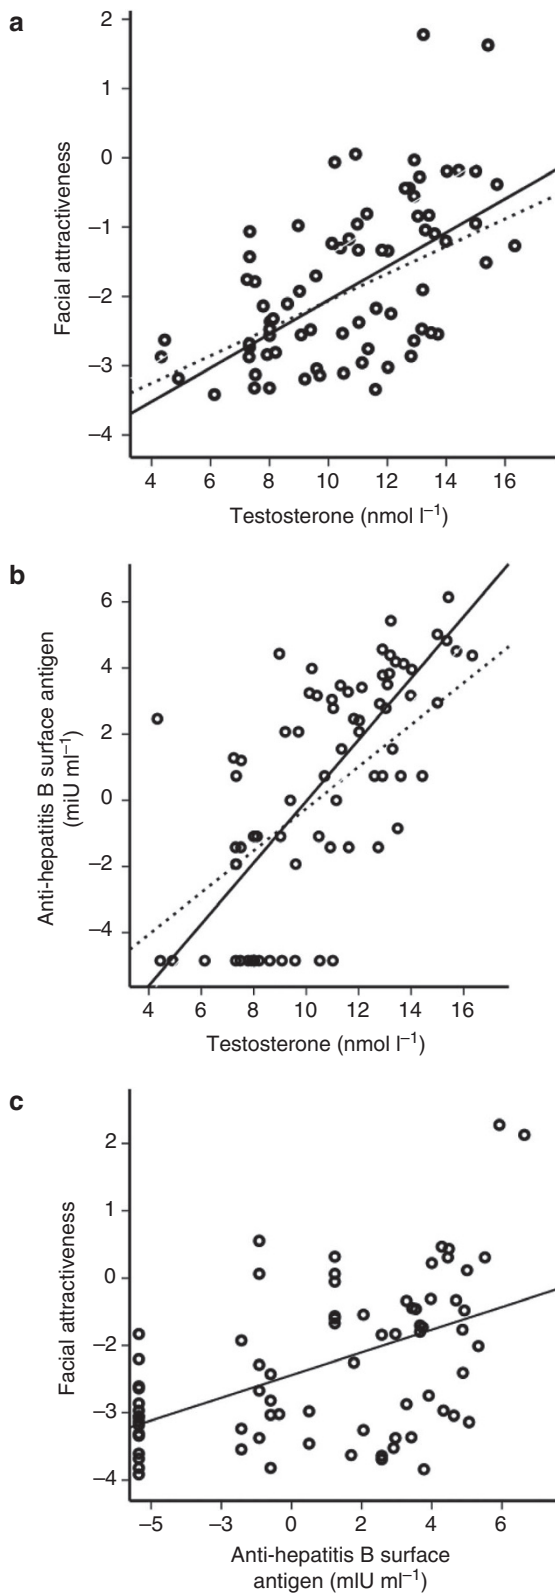 a
2
1
0
–1
–2
–3
–4
Facial attractiveness
4 6 8 10 12 14 16
Testosterone (nmol l⁻¹)
b
6
4
2
0
–2
–4
Anti-hepatitis B surface antigen
(miU ml⁻¹)
4 6 8 10 12 14 16
Testosterone (nmol l⁻¹)
c
2
1
0
–2
–3
–4
Facial attractiveness
–5 –3 0 2 4 6
Anti-hepatitis B surface
antigen (mIU ml⁻¹)